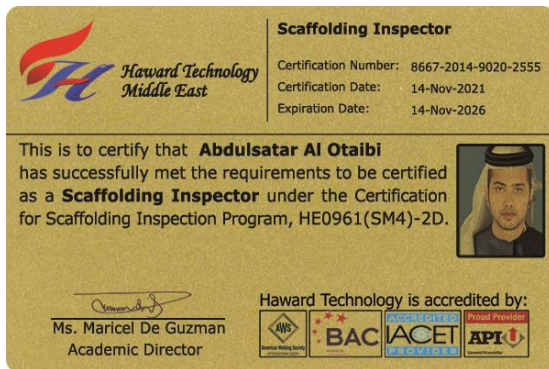 Haward Technology
Middle East
Scaffolding Inspector
Certification Number: 8667-2014-9020-2555
Certification Date: 14-Nov-2021
Expiration Date: 14-Nov-2026
This is to certify that Abdulsatar Al Otaibi
has successfully met the requirements to be certified
as a Scaffolding Inspector under the Certification
for Scaffolding Inspection Program, HE0961(SM4)-2D.
Ms. Maricel De Guzman
Academic Director
Haward Technology is accredited by:
AWS
American Welding Society
BAC
ACCREDITED
IACET
PROVIDER
Proud Provider
API U